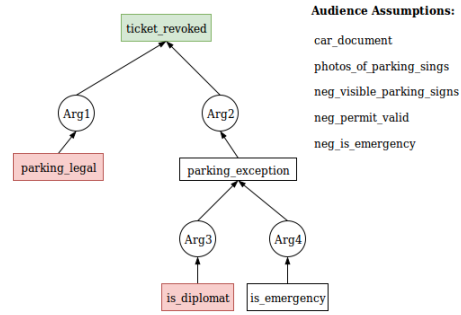 Audience Assumptions:
ticket_revoked
car_document
photos_of_parking_sings
neg_visible_parking_signs
Arg1
Arg2
neg_permit_valid
neg_is_emergency
parking_legal
parking_exception
Arg3
Arg4
is_diplomat
is_emergency